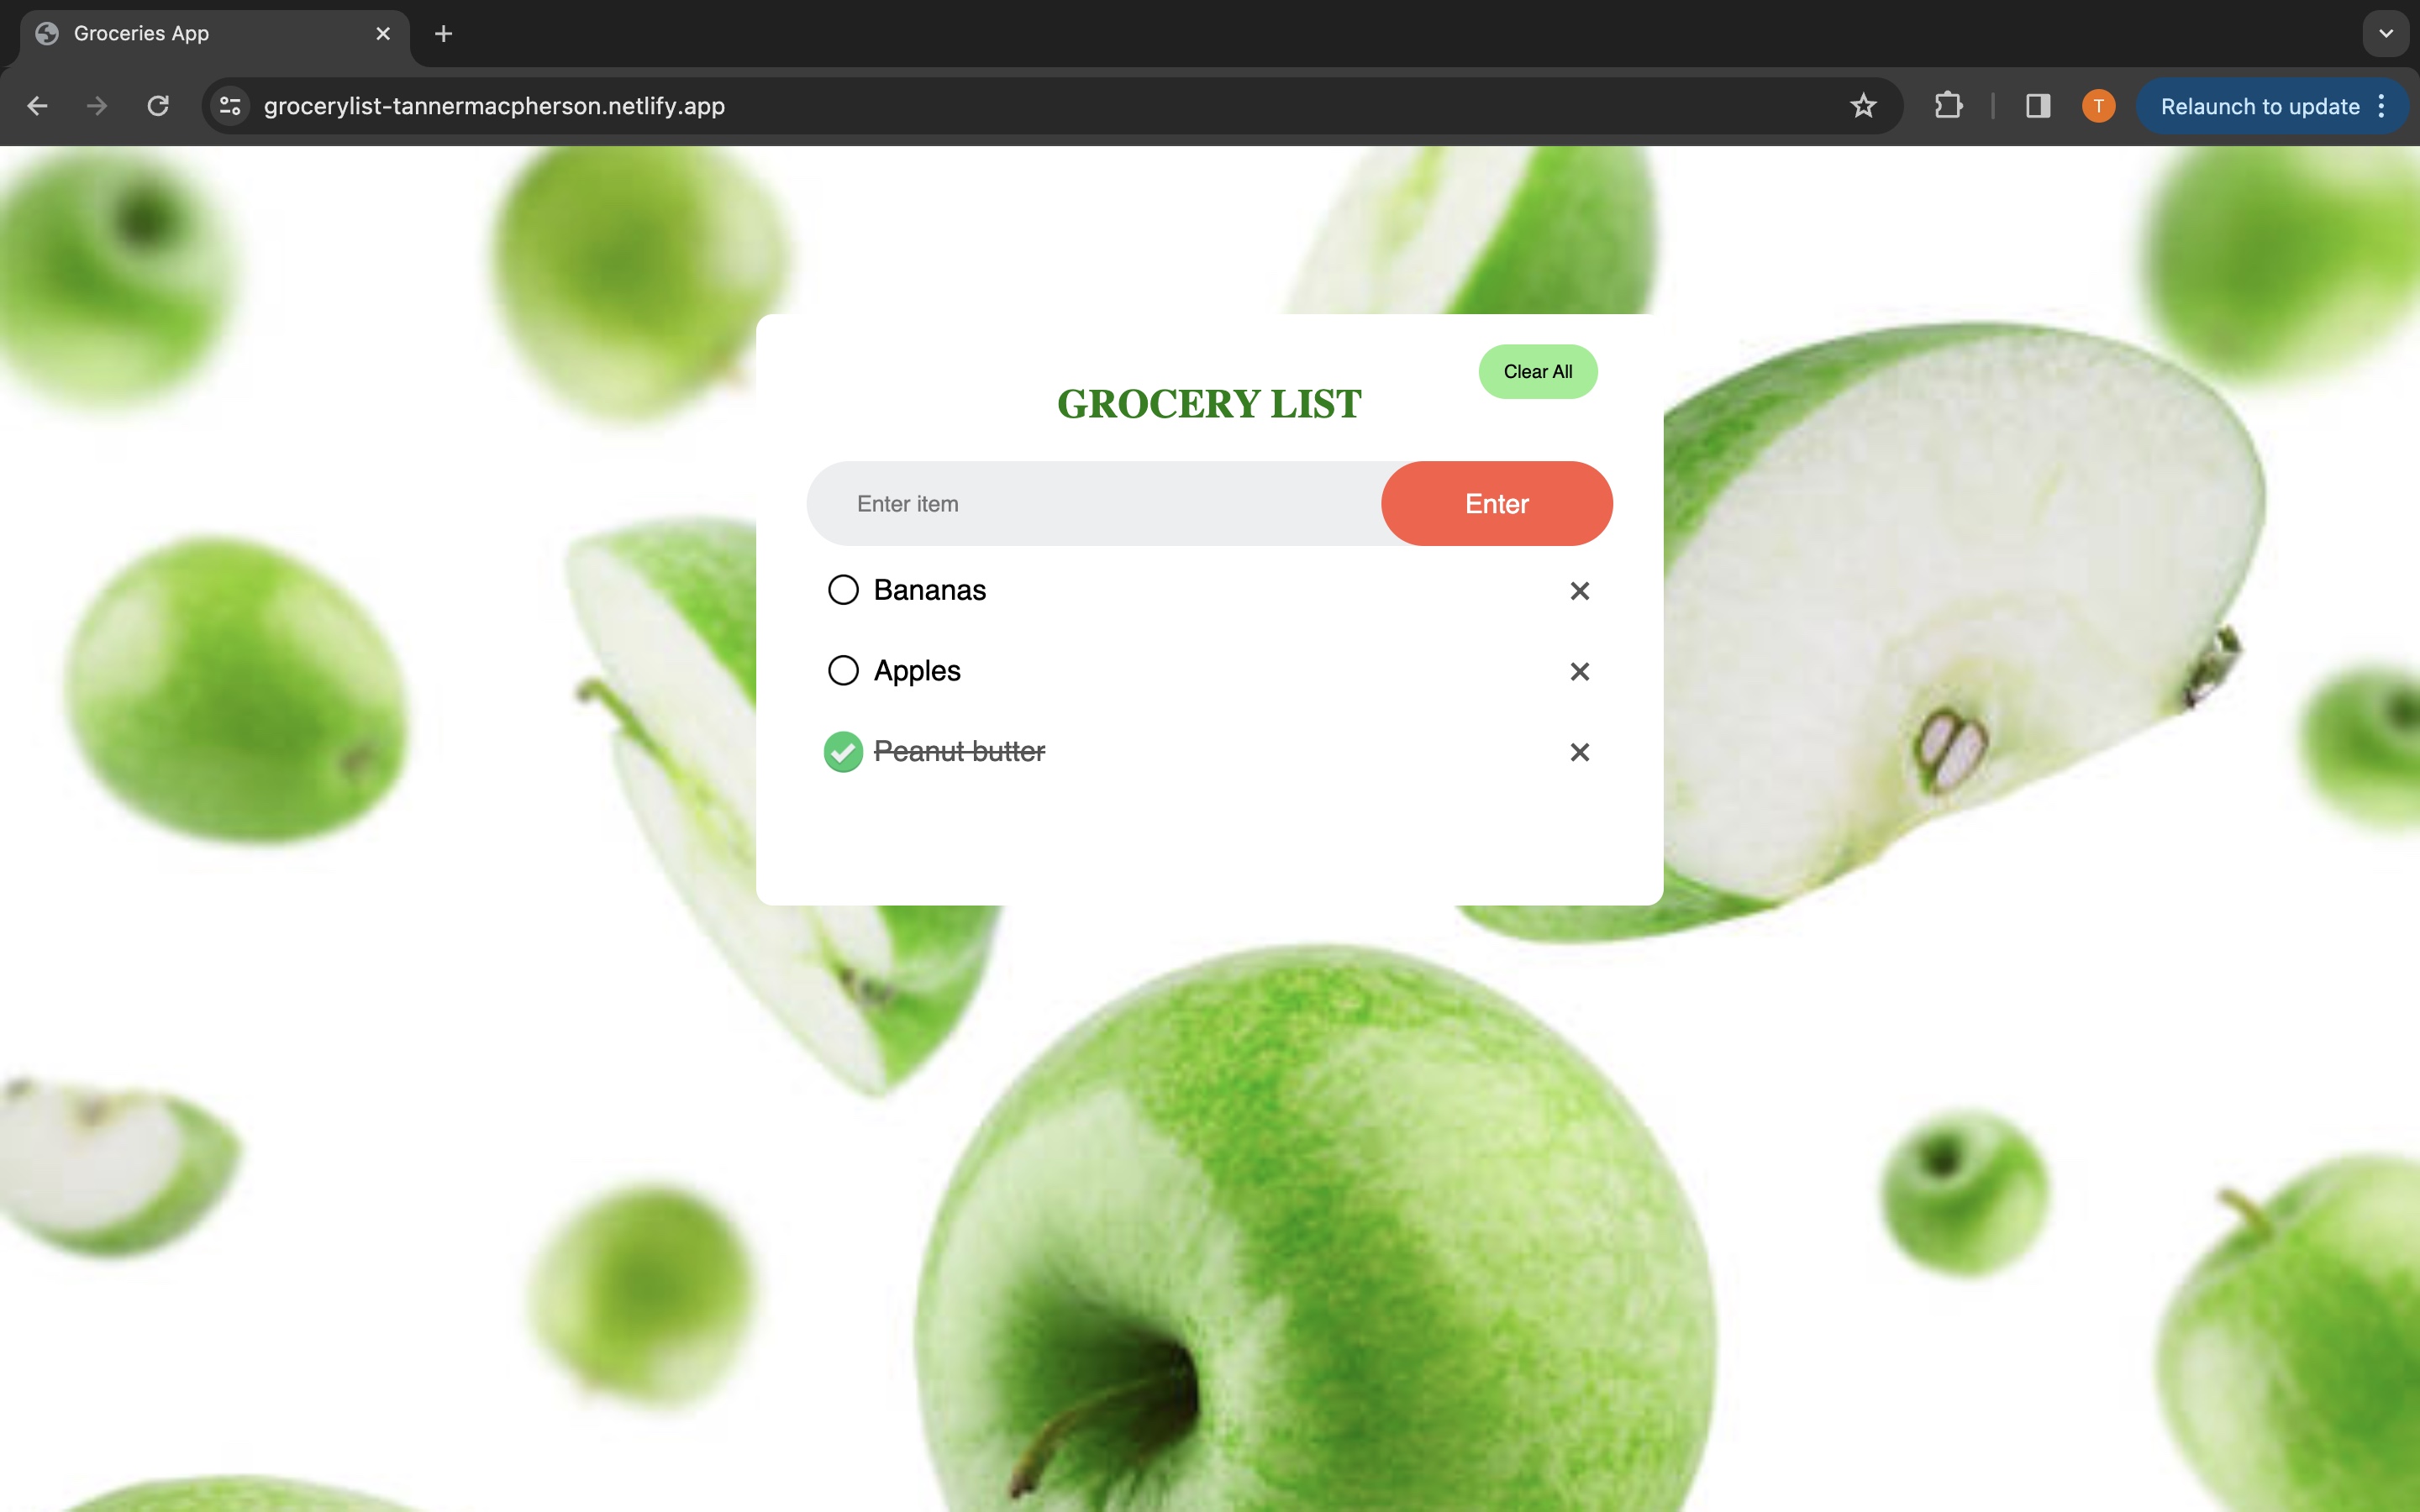 Groceries App
grocerylist-tannermacpherson.netlify.app
T
Relaunch to update
Clear All
GROCERY LIST
Enter item
Enter
Bananas
Apples
Peanut butter